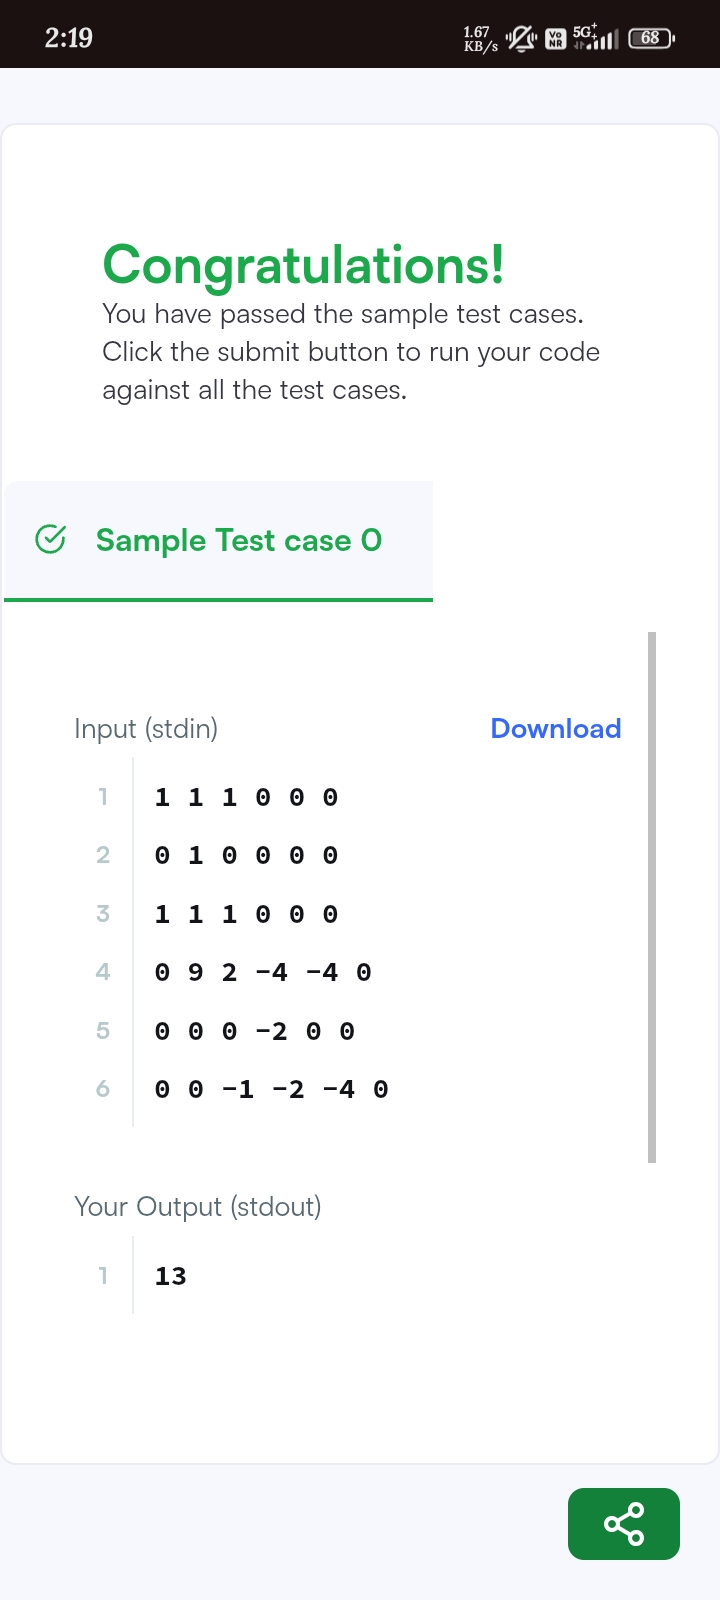 2:19
1.67
KB/s
Vo
NR
5G+
68
Congratulations!
You have passed the sample test cases.
Click the submit button to run your code
against all the test cases.
Sample Test case 0
Input (stdin)
Download
1 1 1 1 0 0 0
2 0 1 0 0 0 0
3 1 1 1 0 0 0
4 0 9 2 -4 -4 0
5 0 0 0 -2 0 0
6 0 0 -1 -2 -4 0
Your Output (stdout)
1 13